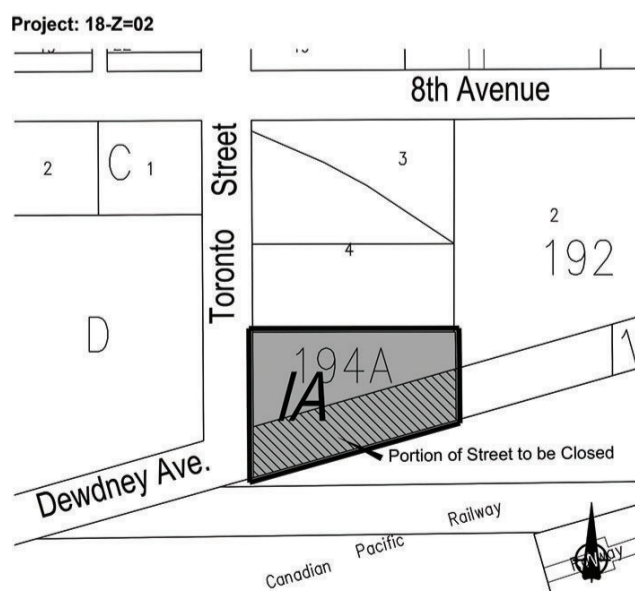 Project: 18-Z=02
8th Avenue
2
C
1
Toronto Street
3
4
2
192
D
194A
IA
Portion of Street to be Closed
Dewdney Ave.
Canadian Pacific Railway
Railway